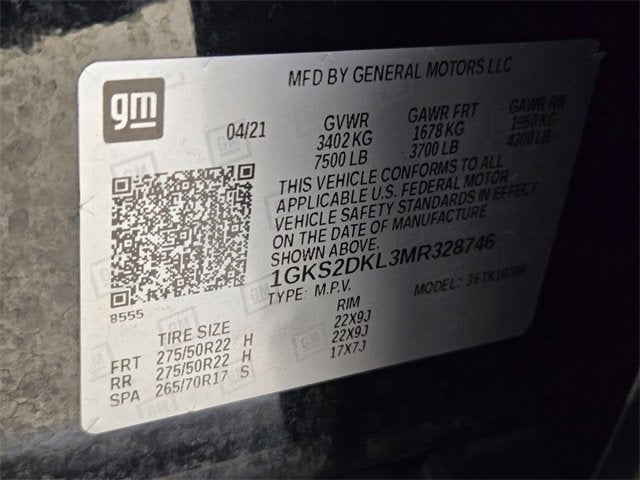 gm
MFD BY GENERAL MOTORS LLC
04/21
GVWR GAWR FRT GAWR RR
3402 KG 1678 KG 1950 KG
7500 LB 3700 LB 4300 LB
THIS VEHICLE CONFORMS TO ALL
APPLICABLE U.S. FEDERAL MOTOR
VEHICLE SAFETY STANDARDS IN EFFECT
ON THE DATE OF MANUFACTURE
SHOWN ABOVE.
1GKS2DKL3MR328746
TYPE: M.P.V. MODEL: 36TK10706
8555
TIRE SIZE RIM
FRT 275/50R22 H 22X9J
RR 275/50R22 H 22X9J
SPA 265/70R17 S 17X7J